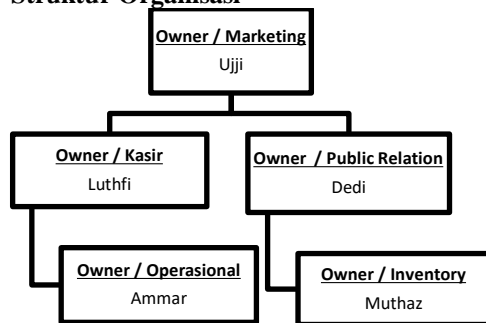 Struktur Organisasi
Owner / Marketing
Ujji
Owner / Kasir
Luthfi
Owner / Public Relation
Dedi
Owner / Operasional
Ammar
Owner / Inventory
Muthaz